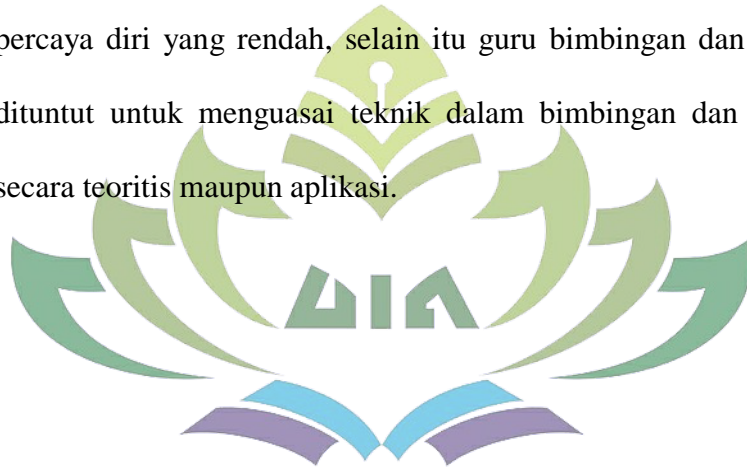 percaya diri yang rendah, selain itu guru bimbingan dan
dituntut untuk menguasai teknik dalam bimbingan dan
secara teoritis maupun aplikasi.
UIN